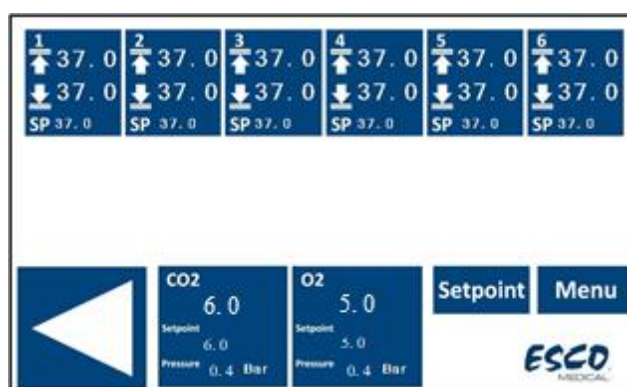 1 2 3 4 5 6
37.0 37.0 37.0 37.0 37.0 37.0
37.0 37.0 37.0 37.0 37.0 37.0
SP 37.0 SP 37.0 SP 37.0 SP 37.0 SP 37.0 SP 37.0
CO2
6.0
Setpoint
6.0
Pressure 0.4 Bar
O2
5.0
Setpoint
5.0
Pressure 0.4 Bar
Setpoint
Menu
ESCO
MEDICAL